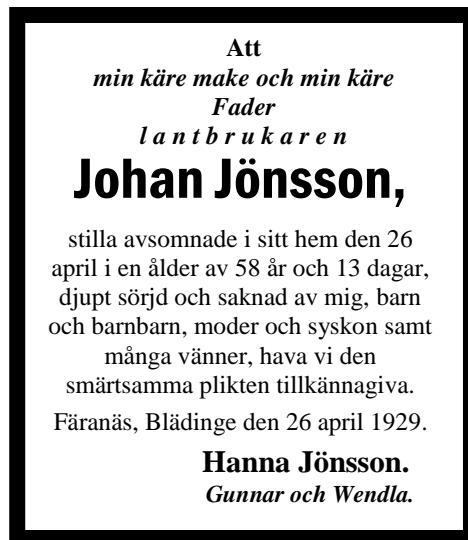 Att
min käre make och min käre
Fader
l a n t b r u k a r e n
Johan Jönsson,
stilla avsomnade i sitt hem den 26
april i en ålder av 58 år och 13 dagar,
djupt sörjd och saknad av mig, barn
och barnbarn, moder och syskon samt
många vänner, hava vi den
smärtsamma plikten tillkännagiva.
Färanäs, Blädinge den 26 april 1929.
Hanna Jönsson.
Gunnar och Wendla.